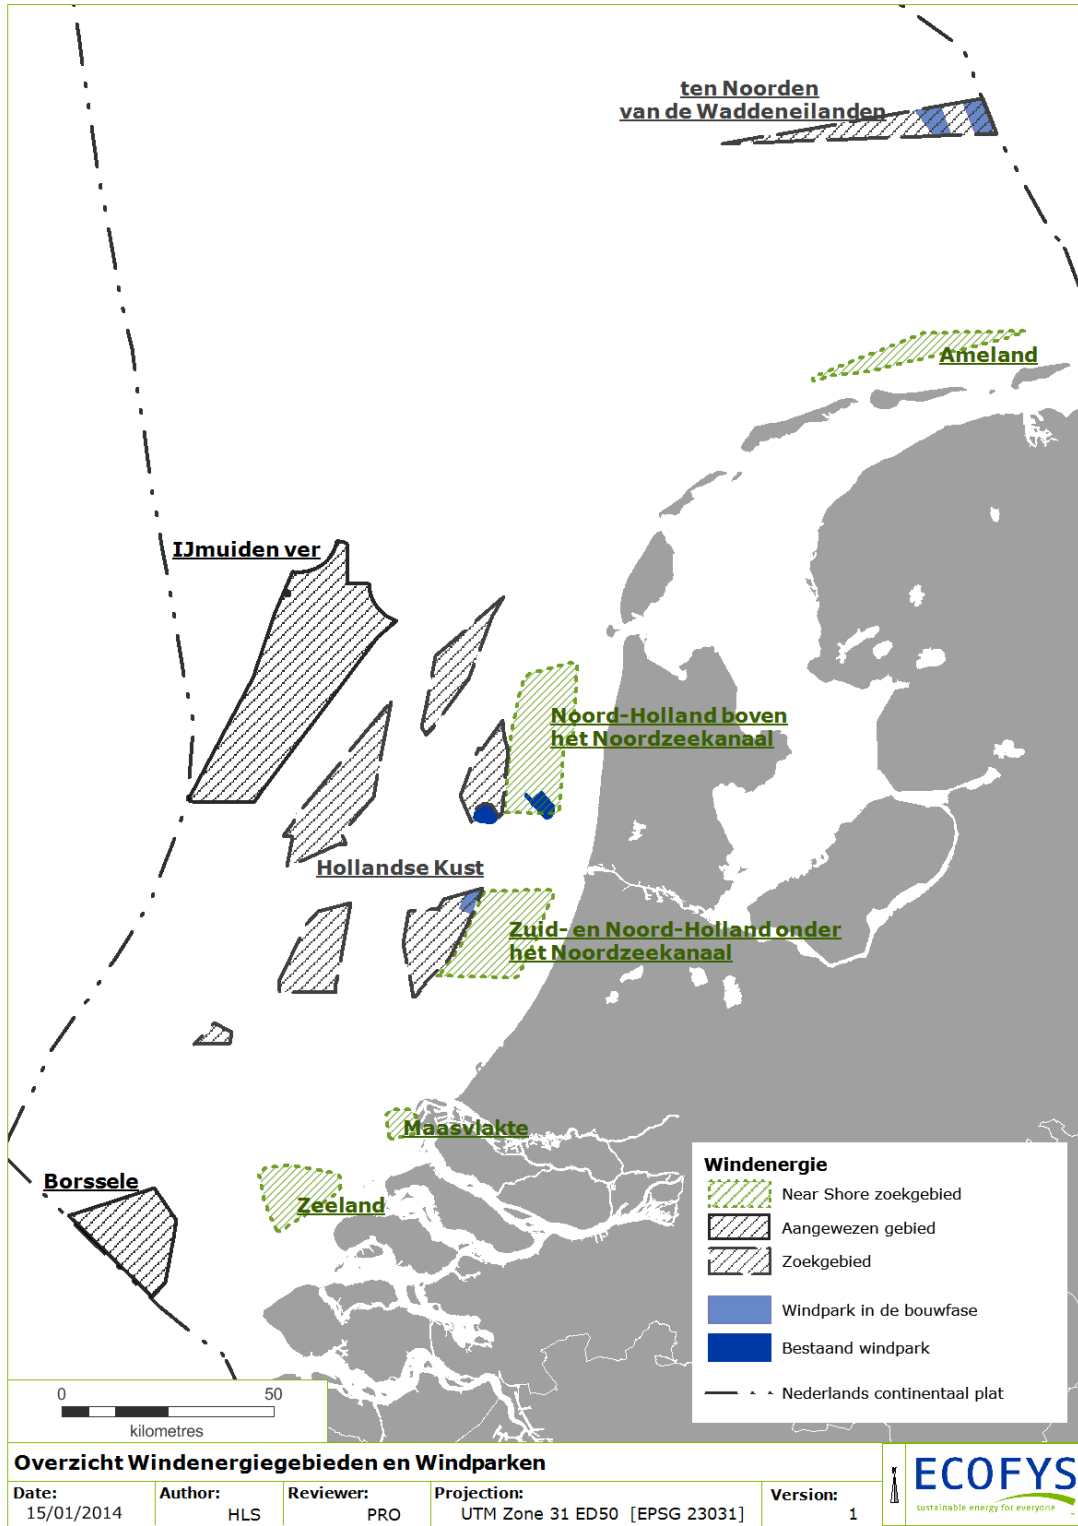 ten Noorden
van de Waddeneilanden
Ameland
IJmuiden ver
Noord-Holland boven
het Noordzeekanaal
Hollandse Kust
Zuid- en Noord-Holland onder
het Noordzeekanaal
Maasvlakte
Borssele
Zeeland
Windenergie
Near Shore zoekgebied
Aangewezen gebied
Zoekgebied
Windpark in de bouwfase
Bestaand windpark
Nederlands continentaal plat
0 50
kilometres
Overzicht Windenergiegebieden en Windparken
Date: Author: Reviewer: Projection: Version:
15/01/2014 HLS PRO UTM Zone 31 ED50 [EPSG 23031] 1
ECOFYS
sustainable energy for everyone